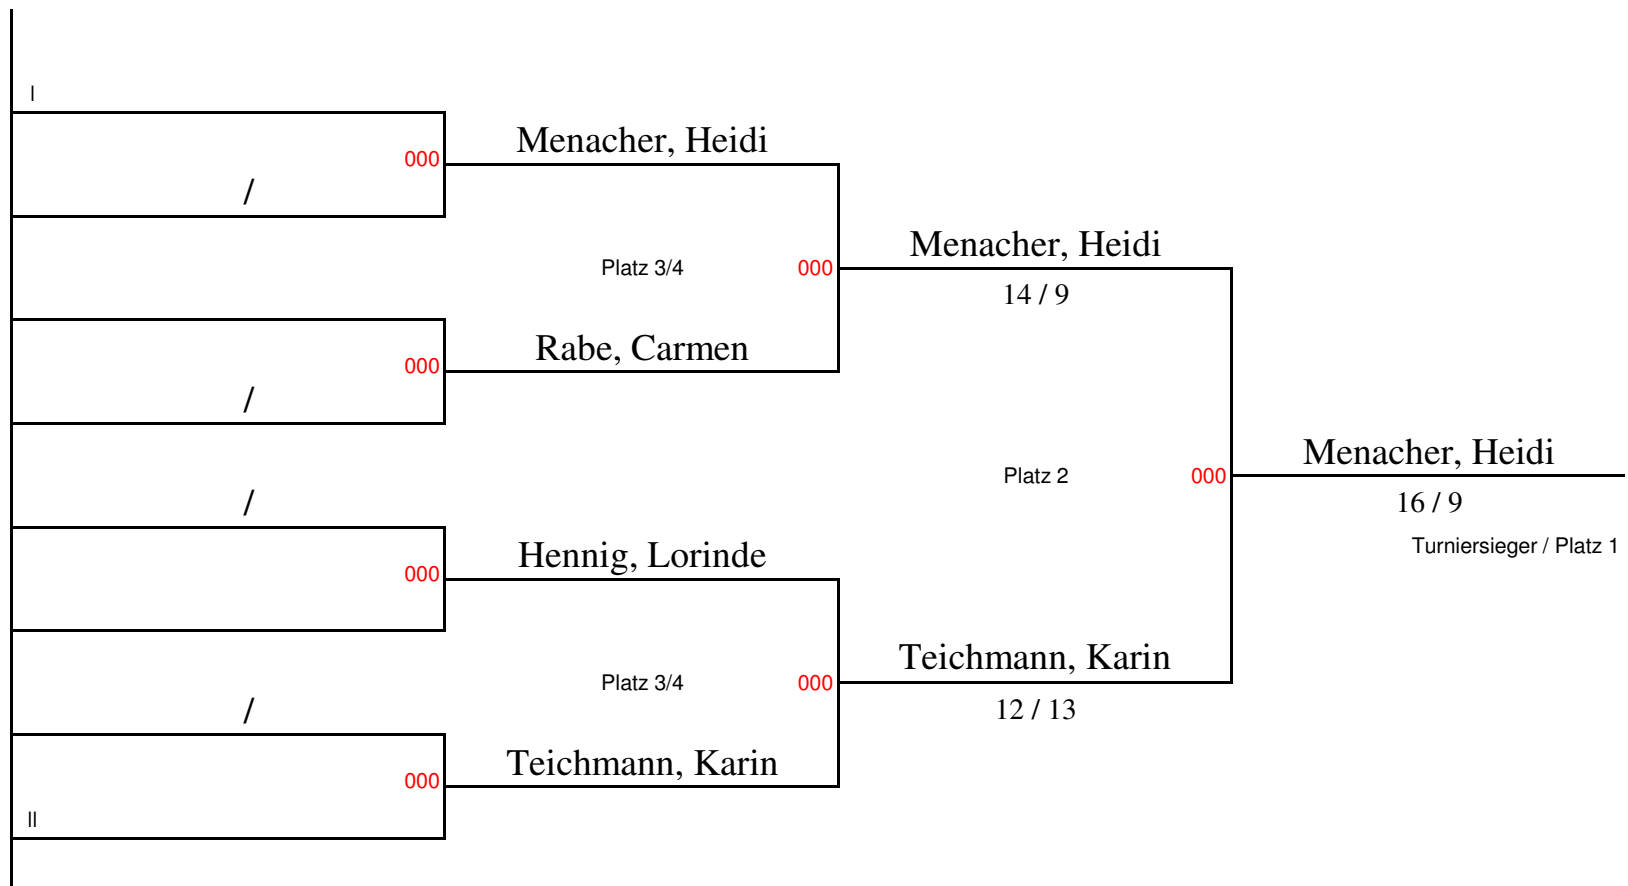 I
Menacher, Heidi
000
/
Menacher, Heidi
Platz 3/4
000
14 / 9
Rabe, Carmen
000
/
Menacher, Heidi
Platz 2
000
16 / 9
/
Turniersieger / Platz 1
Hennig, Lorinde
000
Teichmann, Karin
Platz 3/4
000
12 / 13
/
Teichmann, Karin
000
II